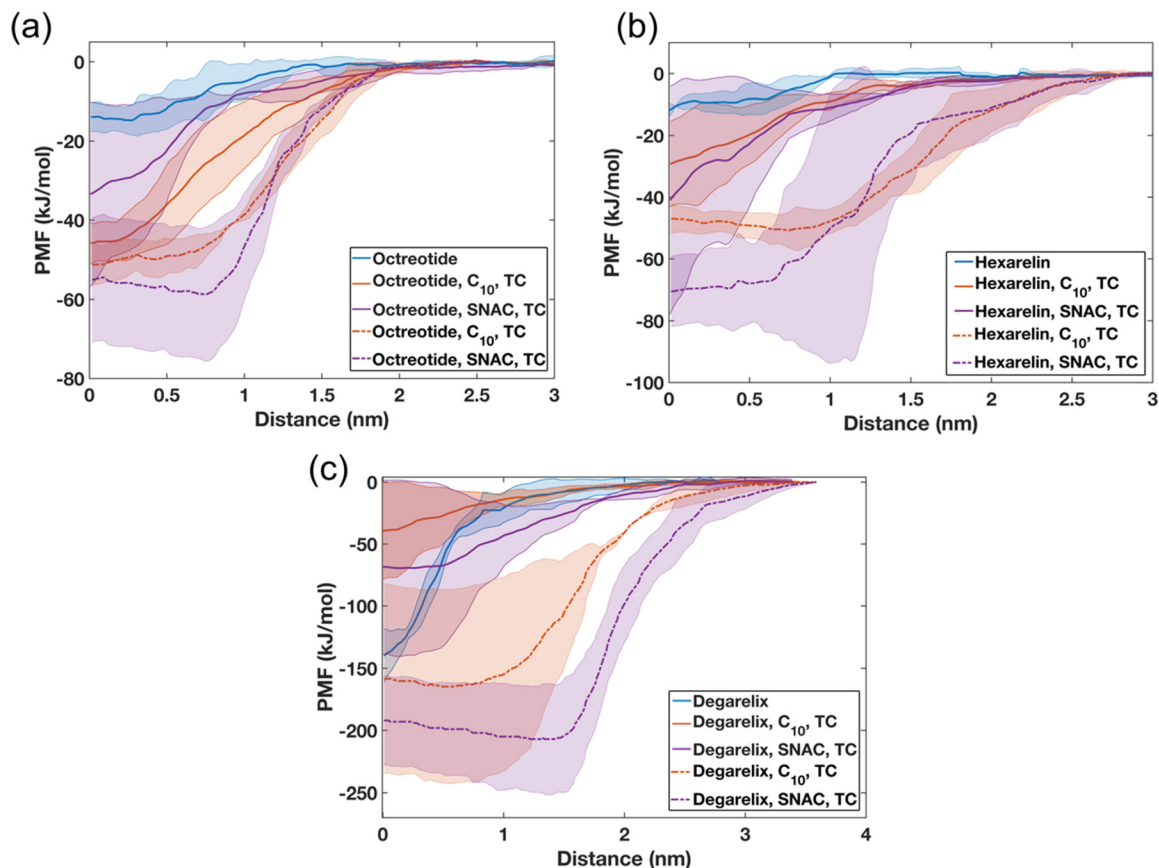 (a)
0
-20
-40
-60
-80
PMF (kJ/mol)
0 0.5 1 1.5 2 2.5 3
Distance (nm)
Octreotide
Octreotide, C10, TC
Octreotide, SNAC, TC
Octreotide, C10, TC
Octreotide, SNAC, TC
(b)
0
-20
-40
-60
-80
-100
PMF (kJ/mol)
0 0.5 1 1.5 2 2.5 3
Distance (nm)
Hexarelin
Hexarelin, C10, TC
Hexarelin, SNAC, TC
Hexarelin, C10, TC
Hexarelin, SNAC, TC
(c)
0
-50
-100
-150
-200
-250
PMF (kJ/mol)
0 1 2 3 4
Distance (nm)
Degarelix
Degarelix, C10, TC
Degarelix, SNAC, TC
Degarelix, C10, TC
Degarelix, SNAC, TC